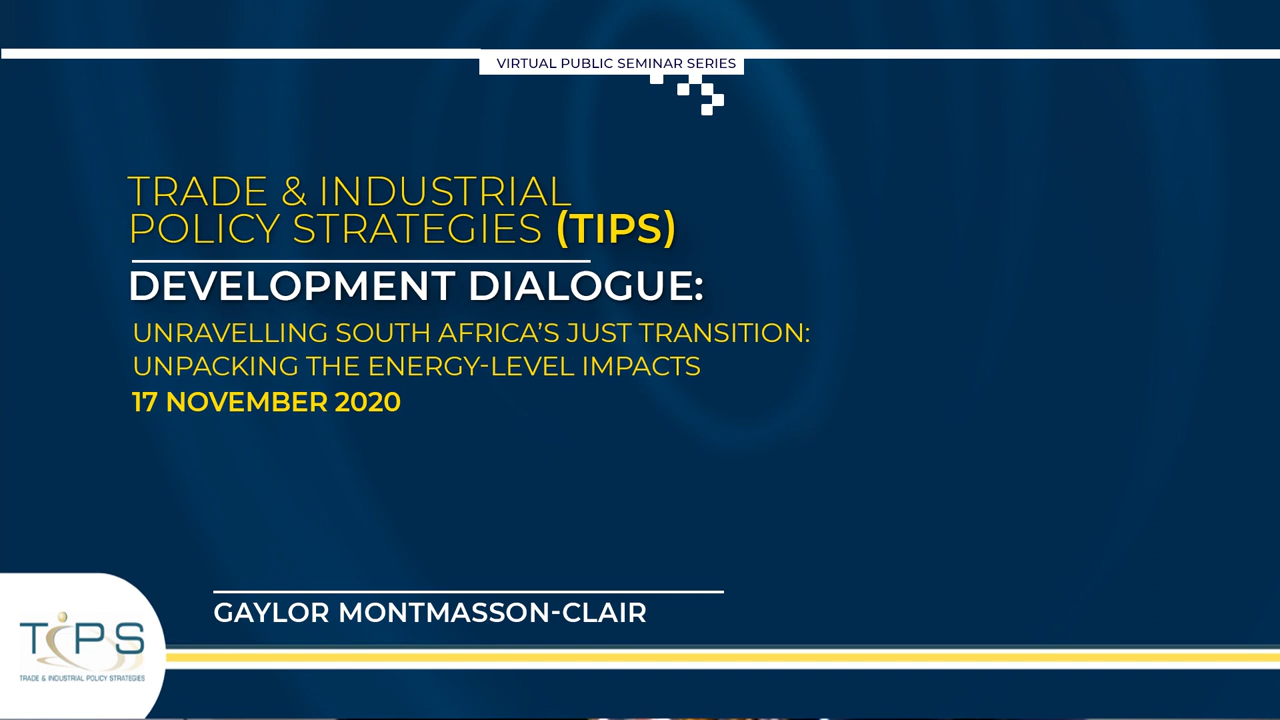 VIRTUAL PUBLIC SEMINAR SERIES
TRADE & INDUSTRIAL
POLICY STRATEGIES (TIPS)
DEVELOPMENT DIALOGUE:
UNRAVELLING SOUTH AFRICA’S JUST TRANSITION:
UNPACKING THE ENERGY-LEVEL IMPACTS
17 NOVEMBER 2020
GAYLOR MONTMASSON-CLAIR
TiPS
TRADE & INDUSTRIAL POLICY STRATEGIES